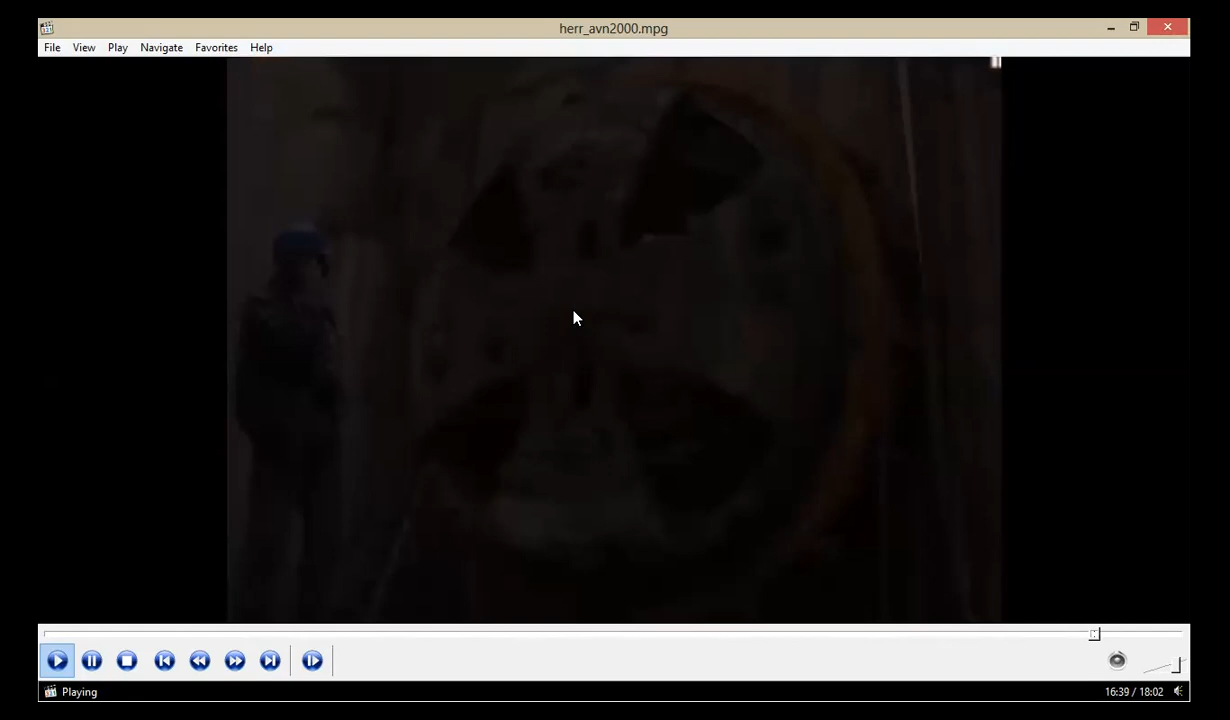 herr_avn2000.mpg
File View Play Navigate Favorites Help
Playing 16:39 / 18:02